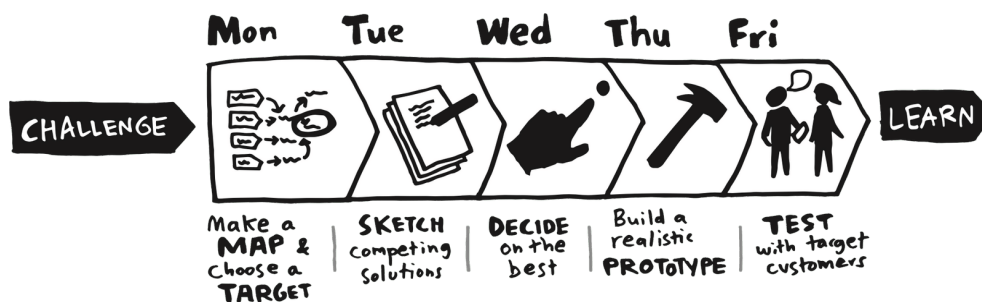 Mon Tue Wed Thu Fri
CHALLENGE
LEARN
Make a
MAP &
choose a
TARGET
SKETCH
competing
solutions
DECIDE
on the
best
Build a
realistic
PROTOTYPE
TEST
with target
customers